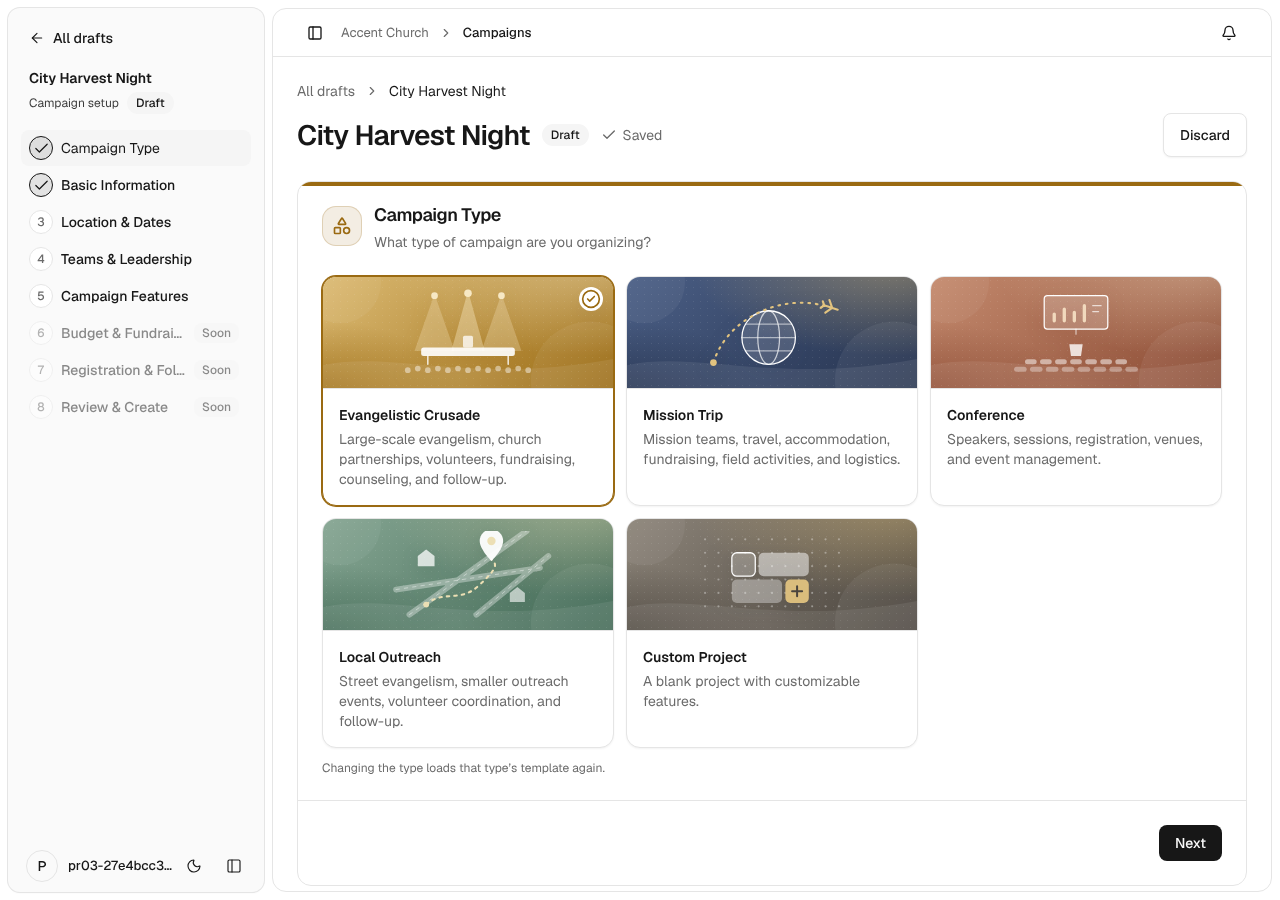 All drafts
City Harvest Night
Campaign setup Draft
Campaign Type
Basic Information
3 Location & Dates
4 Teams & Leadership
5 Campaign Features
6 Budget & Fundrai... Soon
7 Registration & Fol... Soon
8 Review & Create Soon
P pr03-27e4bcc3...
Accent Church Campaigns
All drafts City Harvest Night
City Harvest Night Draft Saved
Discard
Campaign Type
What type of campaign are you organizing?
Evangelistic Crusade
Large-scale evangelism, church
partnerships, volunteers, fundraising,
counseling, and follow-up.
Mission Trip
Mission teams, travel, accommodation,
fundraising, field activities, and logistics.
Conference
Speakers, sessions, registration, venues,
and event management.
Local Outreach
Street evangelism, smaller outreach
events, volunteer coordination, and
follow-up.
Custom Project
A blank project with customizable
features.
Changing the type loads that type's template again.
Next